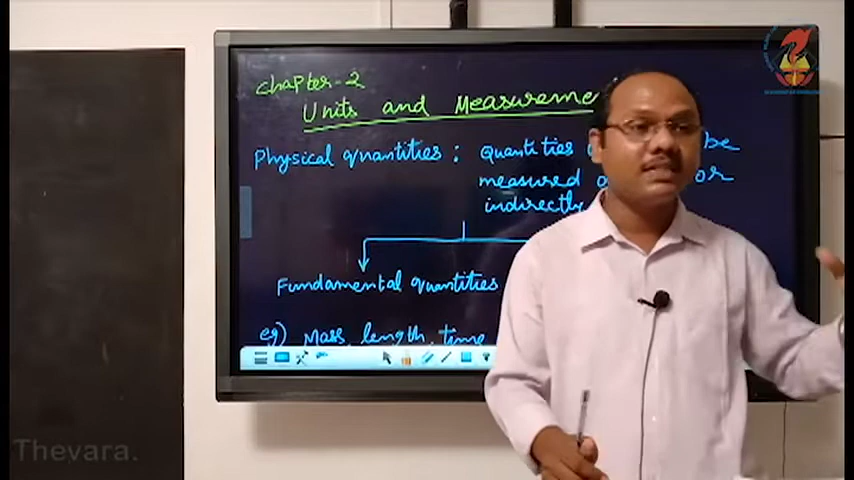 chapter-2
Units and Measureme
Physical quantities : Quantities be
measured or
indirectly
Fundamental quantities
eg) Mass, length, time
Thevara.